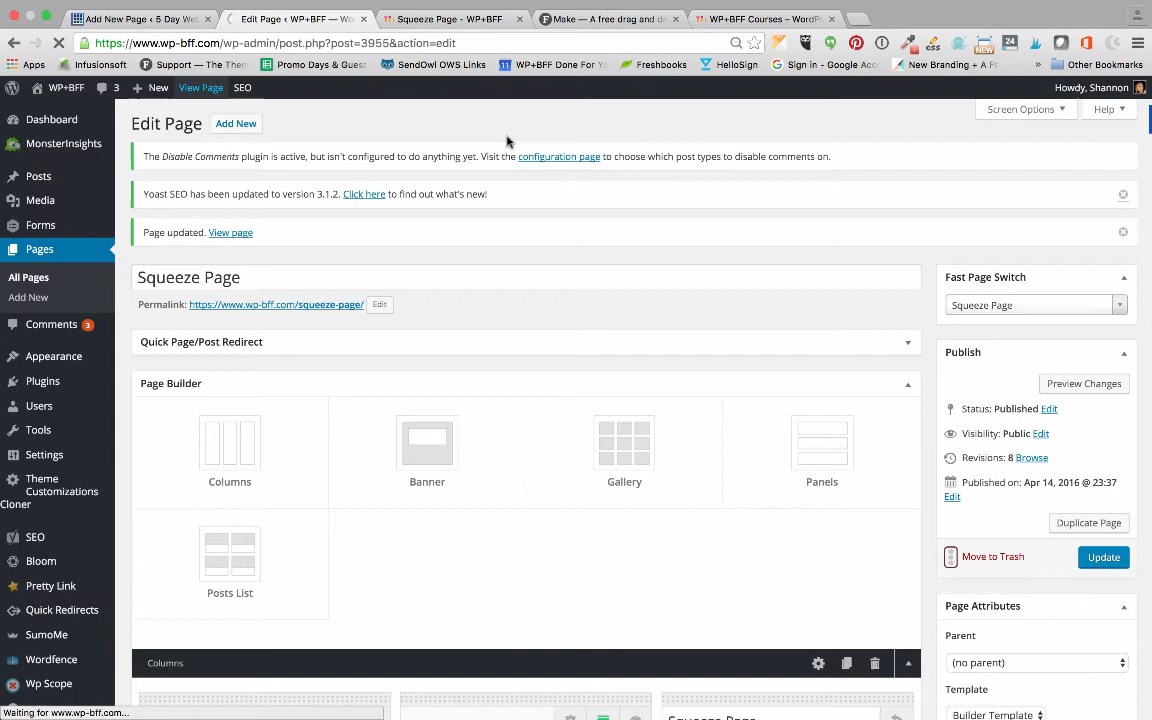 Add New Page ‹ 5 Day Web
Edit Page ‹ WP+BFF — Wo
Squeeze Page - WP+BFF
Make — A free drag and dr
WP+BFF Courses – WordPr
https://www.wp-bff.com/wp-admin/post.php?post=3955&action=edit
Apps
Infusionsoft
Support — The For
Promo Days & Guest
SendOwl OWS Links
WP+BFF Done For Yo
Freshbooks
HelloSign
Sign in - Google Acco
New Branding + A Fr
»
Other Bookmarks
WP+BFF
3
New
View Page
SEO
Howdy, Shannon
Dashboard
MonsterInsights
Posts
Media
Forms
Pages
All Pages
Add New
Comments 3
Appearance
Plugins
Users
Tools
Settings
Theme
Customizations
Cloner
SEO
Bloom
Pretty Link
Quick Redirects
SumoMe
Wordfence
Wp Scope
Waiting for www.wp-bff.com...
Screen Options
Help
Edit Page
Add New
The Disable Comments plugin is active, but isn't configured to do anything yet. Visit the configuration page to choose which post types to disable comments on.
Yoast SEO has been updated to version 3.1.2. Click here to find out what's new!
Page updated. View page
Squeeze Page
Permalink: https://www.wp-bff.com/squeeze-page/ Edit
Quick Page/Post Redirect
Page Builder
Columns
Banner
Gallery
Panels
Posts List
Columns
Squeeze Page
Fast Page Switch
Squeeze Page
Publish
Preview Changes
Status: Published Edit
Visibility: Public Edit
Revisions: 8 Browse
Published on: Apr 14, 2016 @ 23:37
Edit
Duplicate Page
Move to Trash
Update
Page Attributes
Parent
(no parent)
Template
Builder Template